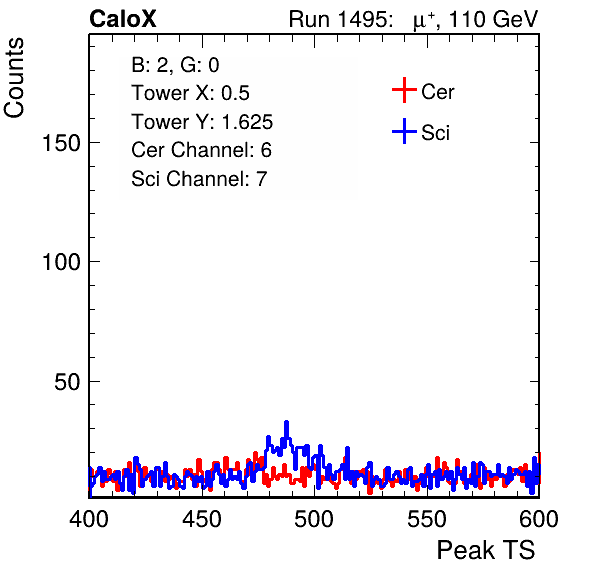 CaloX
Run 1495: μ⁺, 110 GeV
Counts
B: 2, G: 0
Tower X: 0.5
Tower Y: 1.625
Cer Channel: 6
Sci Channel: 7
Cer
Sci
150
100
50
400 450 500 550 600
Peak TS